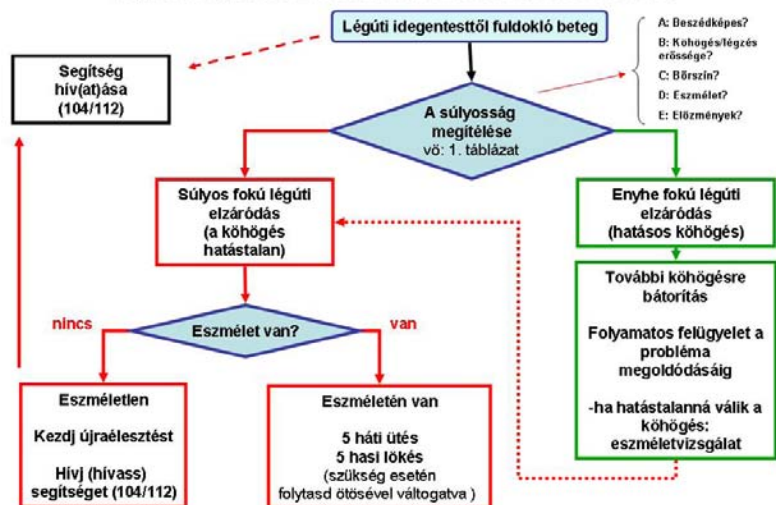 Légúti idegentesttől fuldokló beteg
A: Beszédképes?
B: Köhögés/légzés
erőssége?
C: Bőrszín?
D: Eszmélet?
E: Előzmények?
Segítség
hív(at)ása
(104/112)
A súlyosság
megítélése
vö: 1. táblázat
Súlyos fokú légúti
elzáródás
(a köhögés
hatástalan)
Enyhe fokú légúti
elzáródás
(hatásos köhögés)
További köhögésre
bátorítás
Folyamatos felügyelet a
probléma
megoldódásáig
-ha hatástalanná válik a
köhögés:
eszméletvizsgálat
nincs
Eszmélet van?
van
Eszméletlen
Kezdj újraélesztést
Hívj (hívass)
segítséget (104/112)
Eszméletén van
5 háti ütés
5 hasi lökés
(szükség esetén
folytasd ötösével váltogatva )